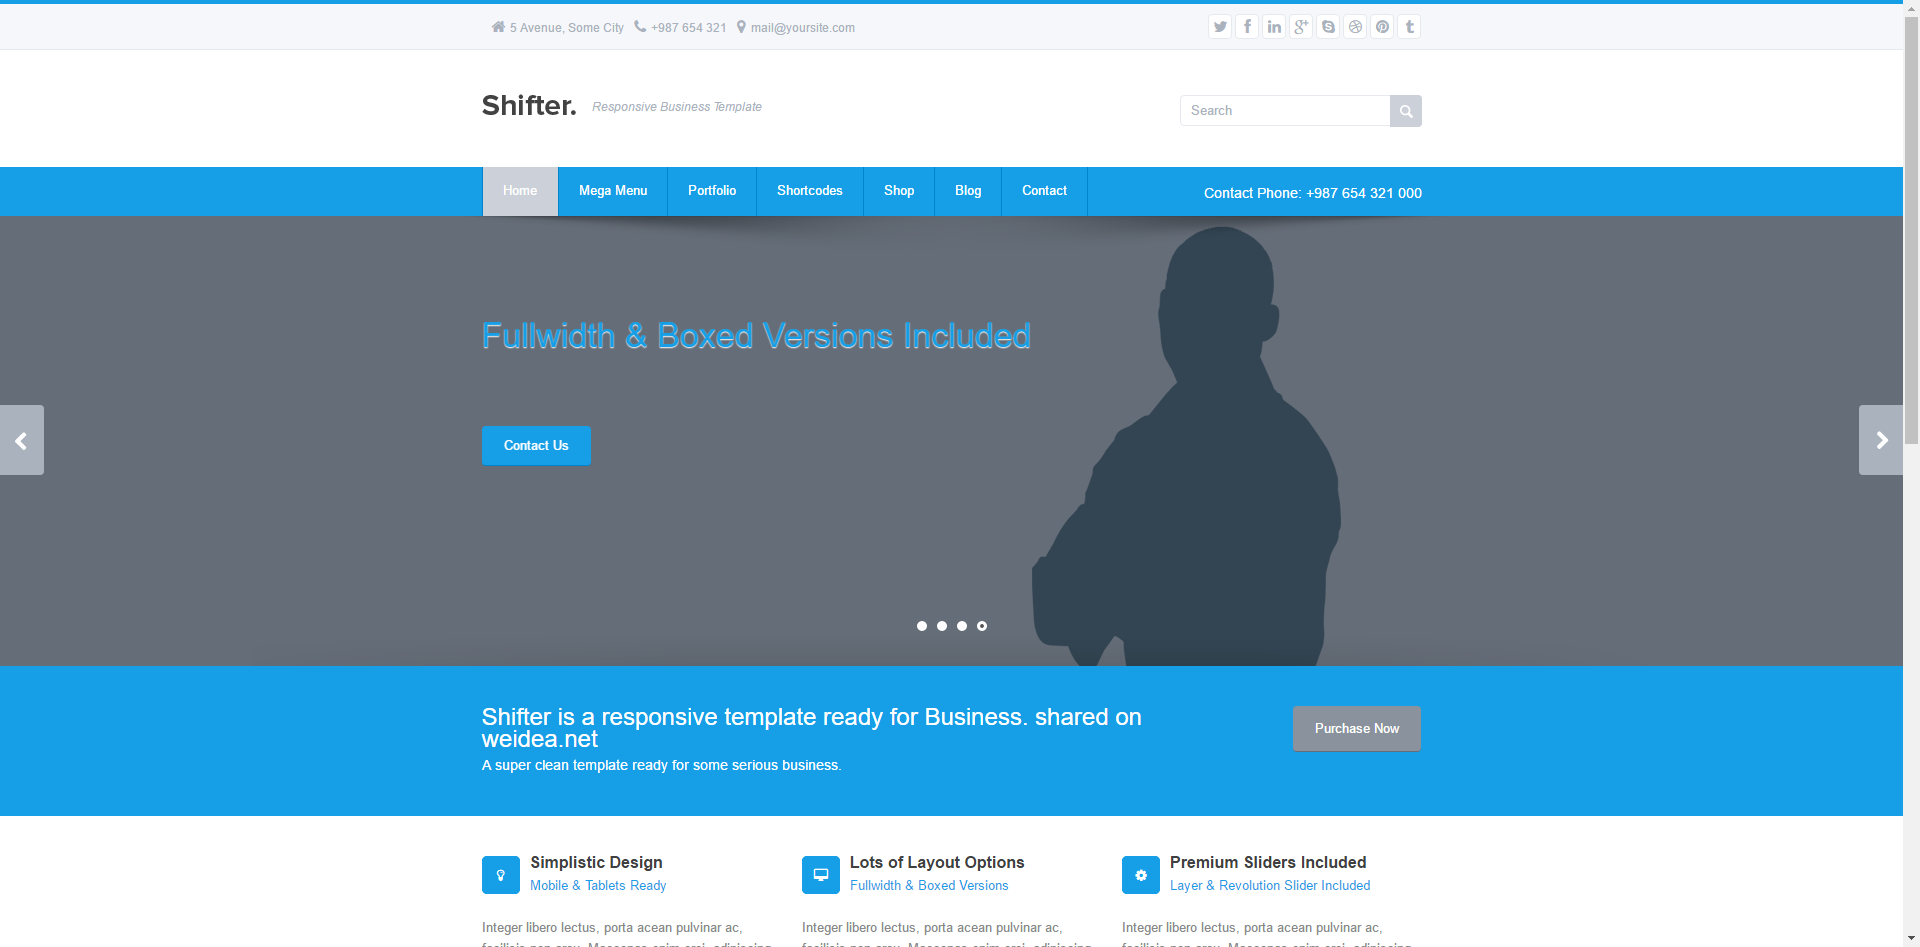 5 Avenue, Some City +987 654 321 mail@yoursite.com
Shifter. Responsive Business Template
Search
Home Mega Menu Portfolio Shortcodes Shop Blog Contact Contact Phone: +987 654 321 000
Fullwidth & Boxed Versions Included
Contact Us
Shifter is a responsive template ready for Business. shared on
weidea.net
A super clean template ready for some serious business.
Purchase Now
Simplistic Design
Mobile & Tablets Ready
Integer libero lectus, porta acean pulvinar ac,
Lots of Layout Options
Fullwidth & Boxed Versions
Integer libero lectus, porta acean pulvinar ac,
Premium Sliders Included
Layer & Revolution Slider Included
Integer libero lectus, porta acean pulvinar ac,